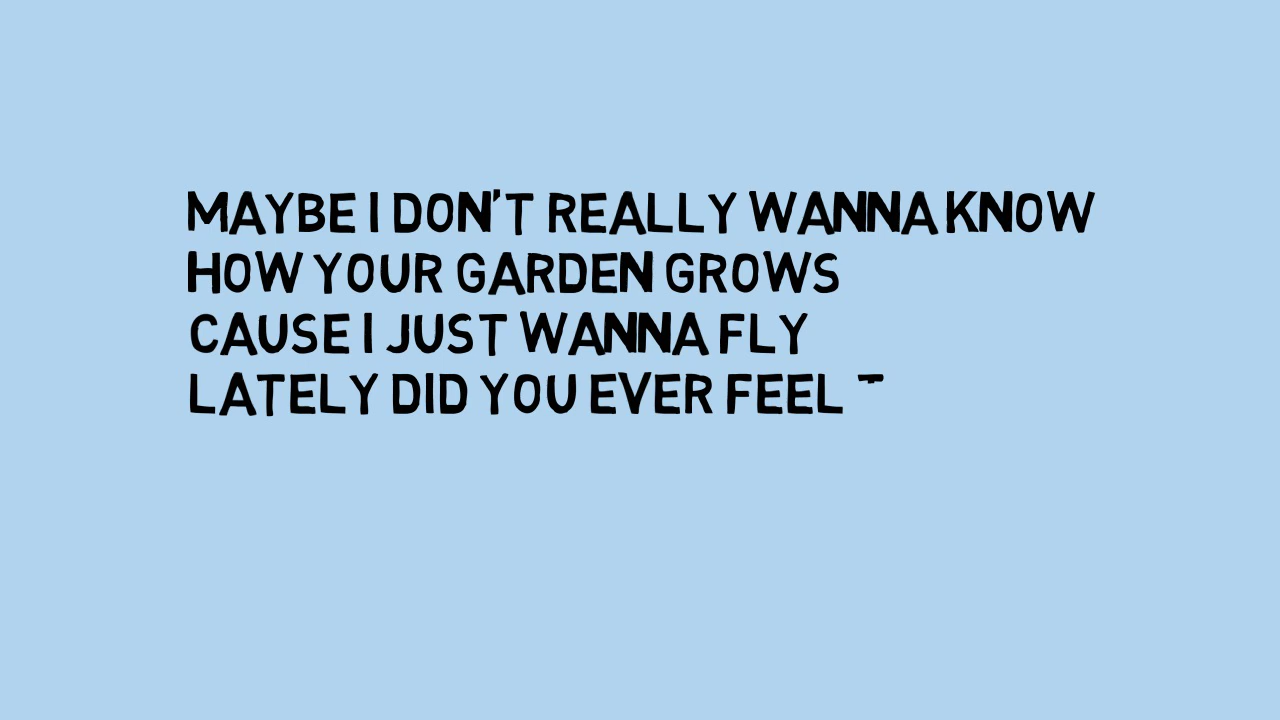 MAYBE I DON'T REALLY WANNA KNOW
HOW YOUR GARDEN GROWS
CAUSE I JUST WANNA FLY
LATELY DID YOU EVER FEEL